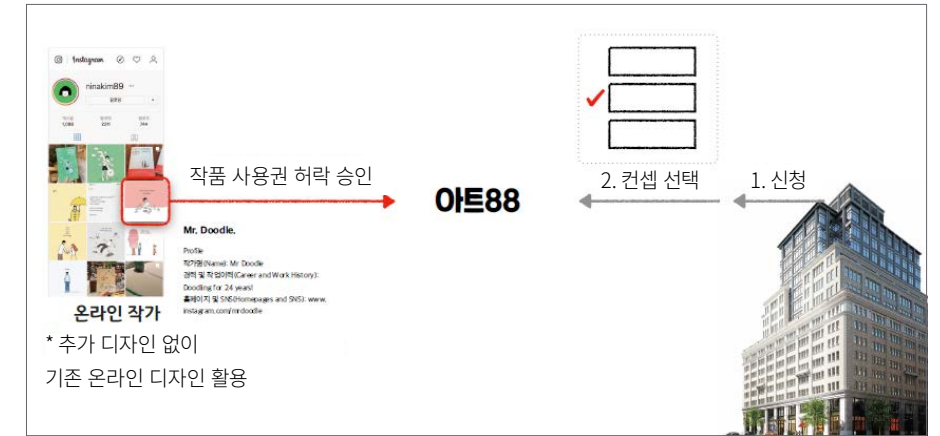 Instagram
ninakim89
1,088
작품 사용권 허락 승인
아트88
2. 컨셉 선택
1. 신청
Mr. Doodle.
Profile
작가명(Name): Mr Doodle
경력 및 작업이력(Career and Work History):
Doodling for 24 years!
홈페이지 및 SNS(Homepages and SNS): www.
instagram.com/mrdoodle
온라인 작가
* 추가 디자인 없이
기존 온라인 디자인 활용